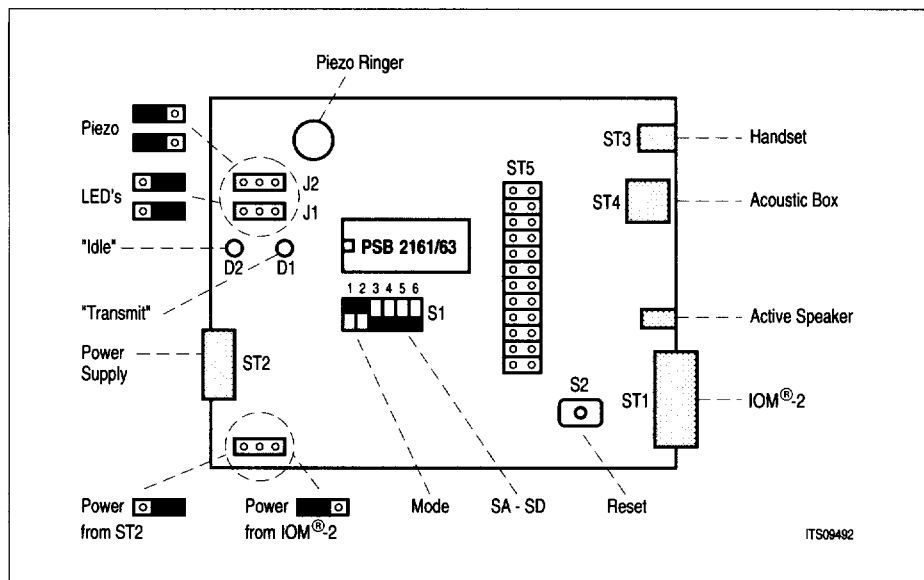 Piezo Ringer
Piezo
ST3
Handset
ST5
J2
LED's
ST4
Acoustic Box
J1
"Idle"
PSB 2161/63
D2
D1
1 2 3 4 5 6
"Transmit"
S1
Active Speaker
Power
Supply
ST2
S2
ST1
IOM®-2
Power
from ST2
Power
from IOM®-2
Mode
SA - SD
Reset
ITS09492